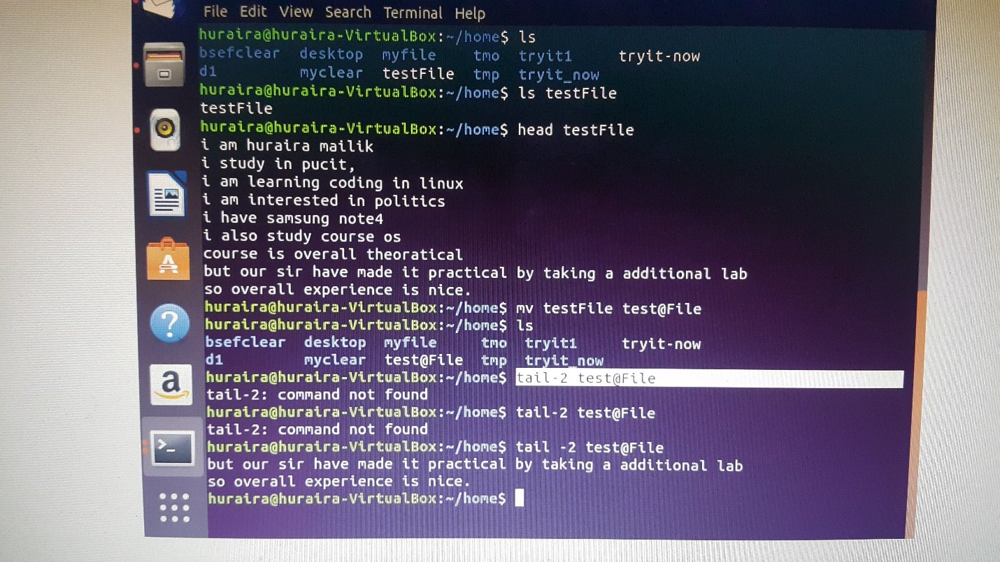 File Edit View Search Terminal Help
huraira@huraira-VirtualBox:~/home$ ls
bsefclear desktop myfile tmo tryit1 tryit-now
d1 myclear testFile tmp tryit_now
huraira@huraira-VirtualBox:~/home$ ls testFile
testFile
huraira@huraira-VirtualBox:~/home$ head testFile
i am huraira mailik
i study in pucit,
i am learning coding in linux
i am interested in politics
i have samsung note4
i also study course os
course is overall theoratical
but our sir have made it practical by taking a additional lab
so overall experience is nice.
huraira@huraira-VirtualBox:~/home$ mv testFile test@File
huraira@huraira-VirtualBox:~/home$ ls
bsefclear desktop myfile tmo tryit1 tryit-now
d1 myclear test@File tmp tryit_now
huraira@huraira-VirtualBox:~/home$ tail-2 test@File
tail-2: command not found
huraira@huraira-VirtualBox:~/home$ tail-2 test@File
tail-2: command not found
huraira@huraira-VirtualBox:~/home$ tail -2 test@File
but our sir have made it practical by taking a additional lab
so overall experience is nice.
huraira@huraira-VirtualBox:~/home$